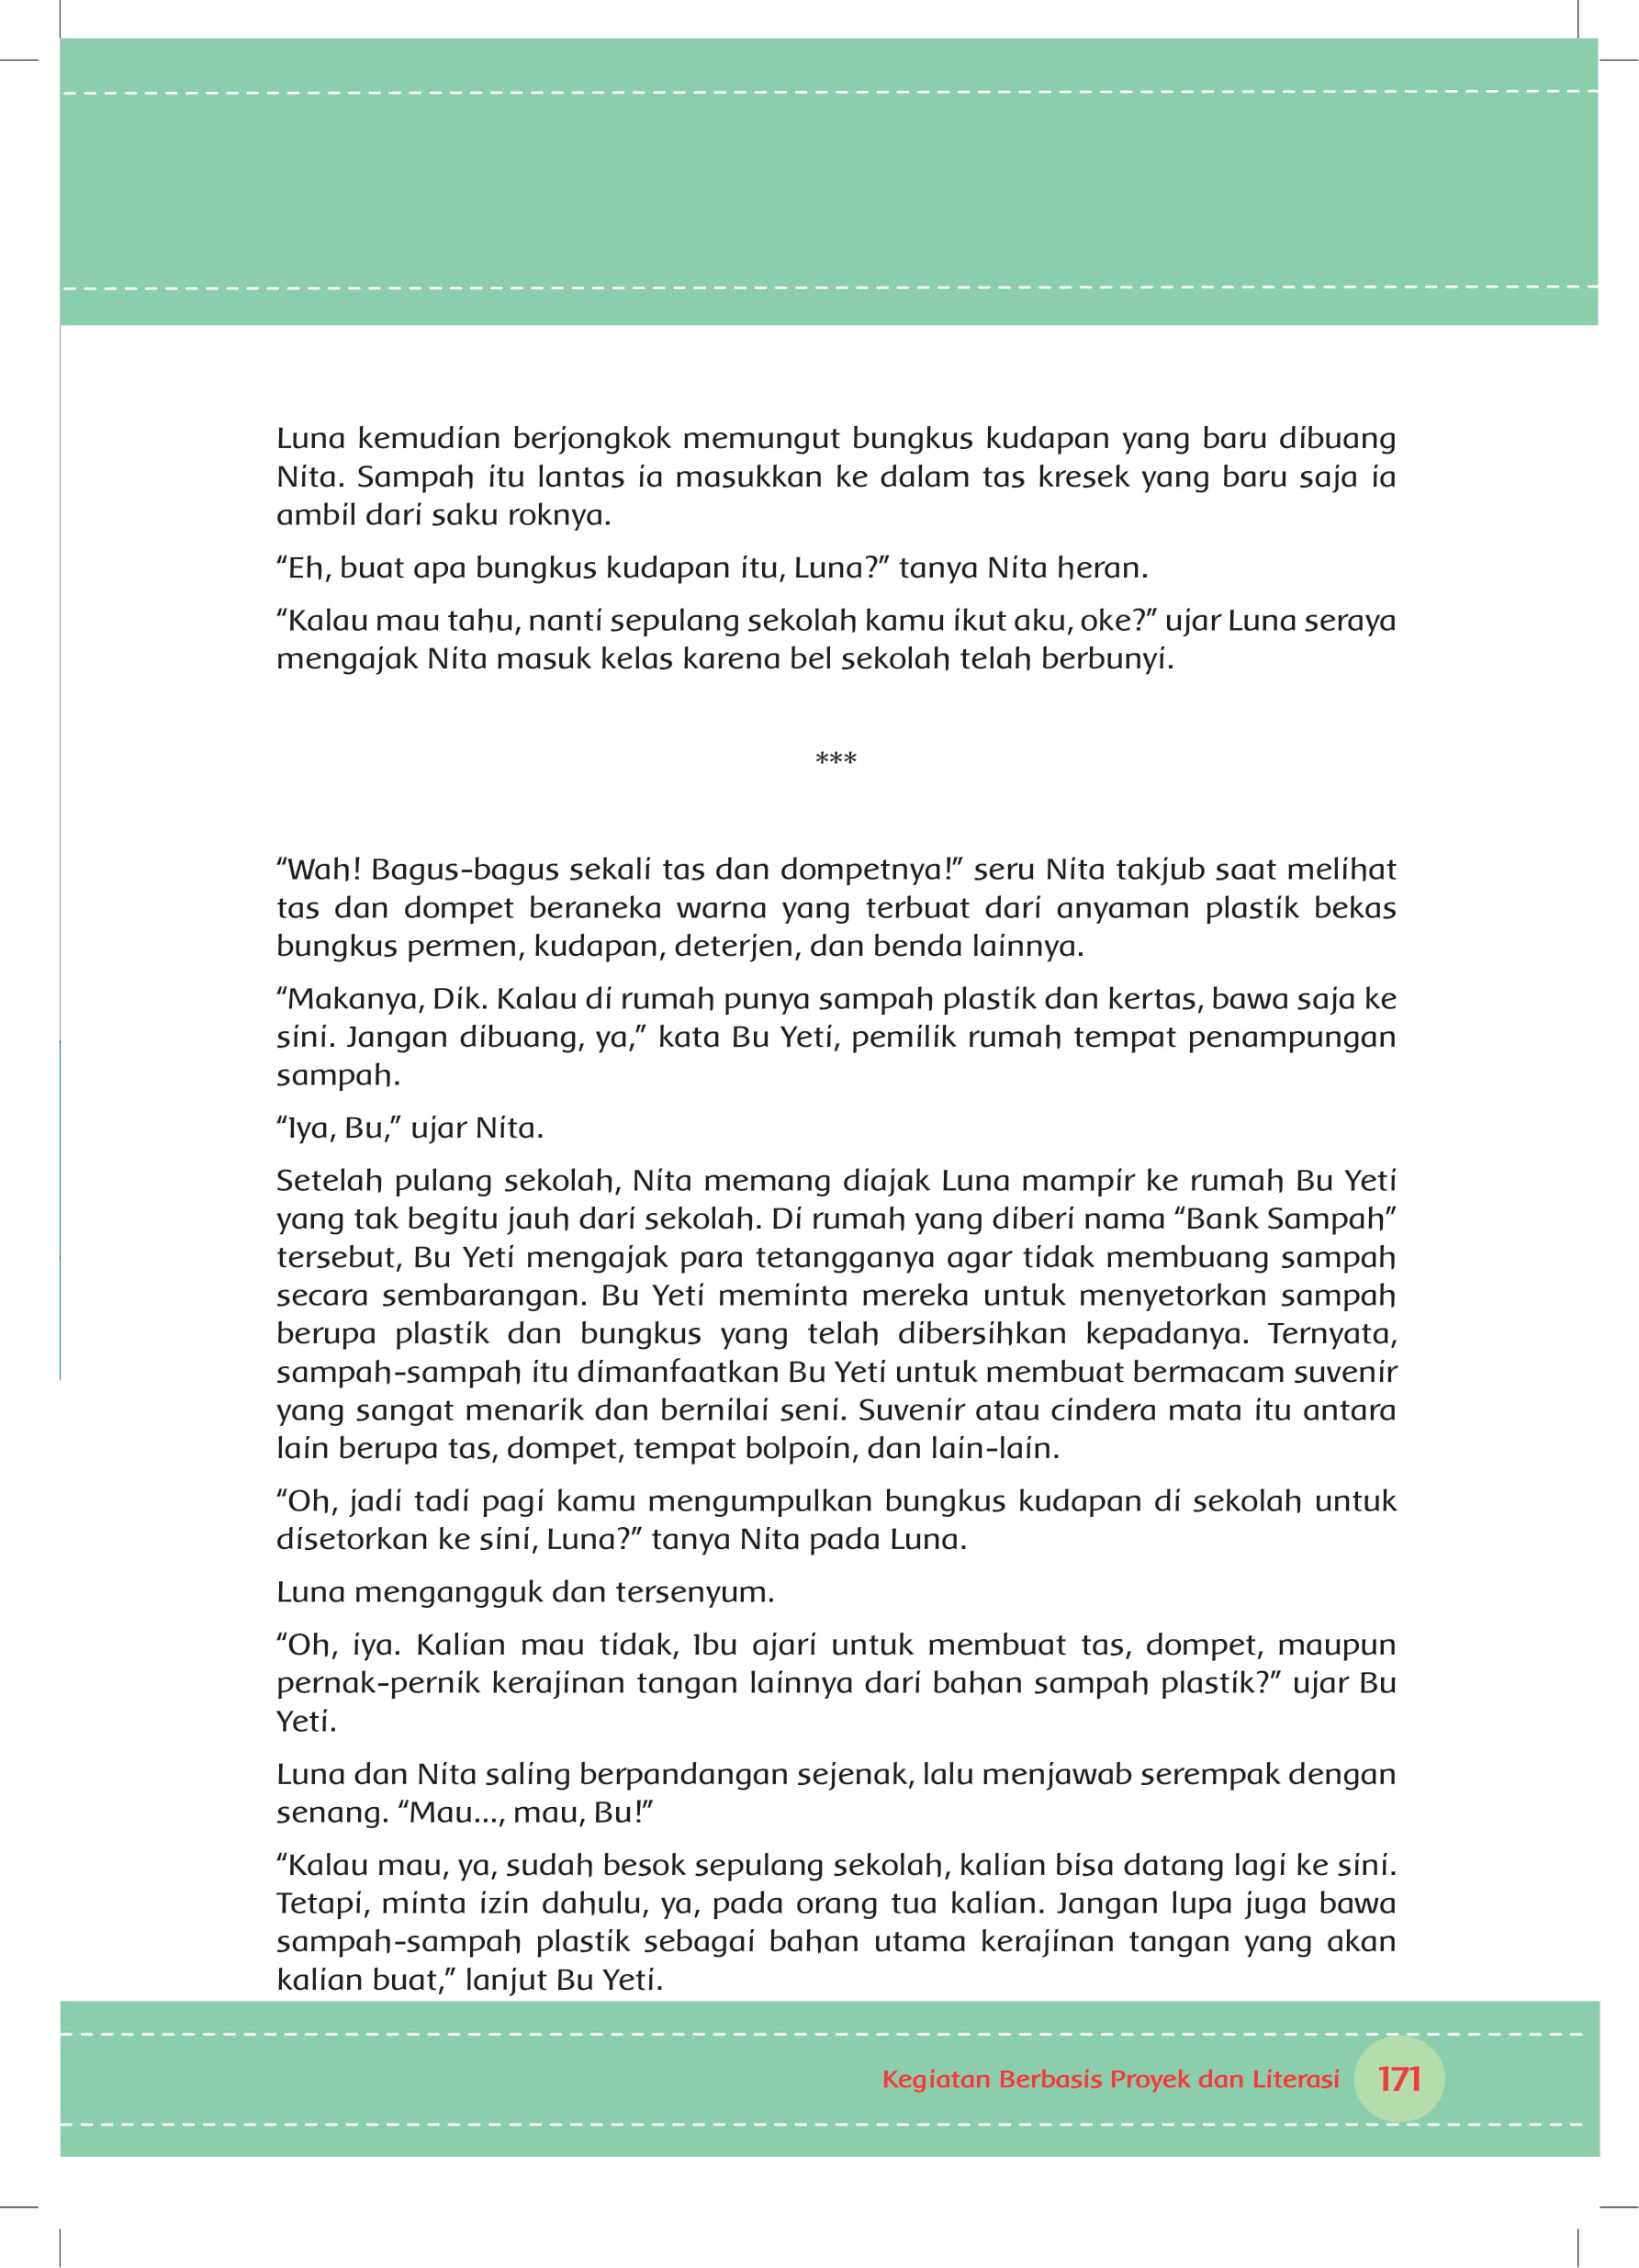 Luna kemudian berjongkok memungut bungkus kudapan yang baru dibuang
Nita. Sampah itu lantas ia masukkan ke dalam tas kresek yang baru saja ia
ambil dari saku roknya.
“Eh, buat apa bungkus kudapan itu, Luna?” tanya Nita heran.
“Kalau mau tahu, nanti sepulang sekolah kamu ikut aku, oke?” ujar Luna seraya
mengajak Nita masuk kelas karena bel sekolah telah berbunyi.
***
“Wah! Bagus-bagus sekali tas dan dompetnya!” seru Nita takjub saat melihat
tas dan dompet beraneka warna yang terbuat dari anyaman plastik bekas
bungkus permen, kudapan, deterjen, dan benda lainnya.
“Makanya, Dik. Kalau di rumah punya sampah plastik dan kertas, bawa saja ke
sini. Jangan dibuang, ya,” kata Bu Yeti, pemilik rumah tempat penampungan
sampah.
“Iya, Bu,” ujar Nita.
Setelah pulang sekolah, Nita memang diajak Luna mampir ke rumah Bu Yeti
yang tak begitu jauh dari sekolah. Di rumah yang diberi nama “Bank Sampah”
tersebut, Bu Yeti mengajak para tetangganya agar tidak membuang sampah
secara sembarangan. Bu Yeti meminta mereka untuk menyetorkan sampah
berupa plastik dan bungkus yang telah dibersihkan kepadanya. Ternyata,
sampah-sampah itu dimanfaatkan Bu Yeti untuk membuat bermacam suvenir
yang sangat menarik dan bernilai seni. Suvenir atau cindera mata itu antara
lain berupa tas, dompet, tempat bolpoin, dan lain-lain.
“Oh, jadi tadi pagi kamu mengumpulkan bungkus kudapan di sekolah untuk
disetorkan ke sini, Luna?” tanya Nita pada Luna.
Luna mengangguk dan tersenyum.
“Oh, iya. Kalian mau tidak, Ibu ajari untuk membuat tas, dompet, maupun
pernak-pernik kerajinan tangan lainnya dari bahan sampah plastik?” ujar Bu
Yeti.
Luna dan Nita saling berpandangan sejenak, lalu menjawab serempak dengan
senang. “Mau..., mau, Bu!”
“Kalau mau, ya, sudah besok sepulang sekolah, kalian bisa datang lagi ke sini.
Tetapi, minta izin dahulu, ya, pada orang tua kalian. Jangan lupa juga bawa
sampah-sampah plastik sebagai bahan utama kerajinan tangan yang akan
kalian buat,” lanjut Bu Yeti.
Kegiatan Berbasis Proyek dan Literasi 171